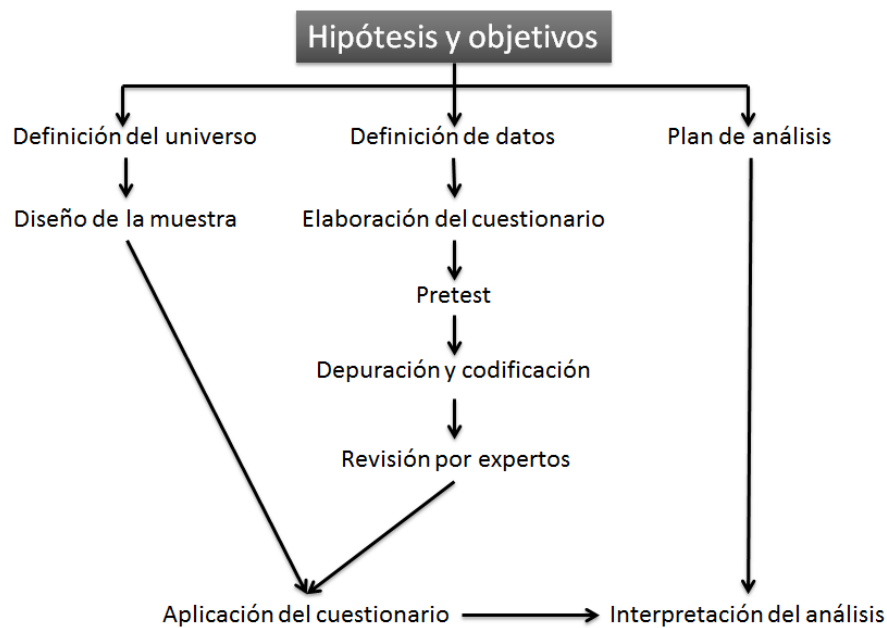 Hipótesis y objetivos
Definición del universo
Definición de datos
Plan de análisis
Diseño de la muestra
Elaboración del cuestionario
Pretest
Depuración y codificación
Revisión por expertos
Aplicación del cuestionario
Interpretación del análisis